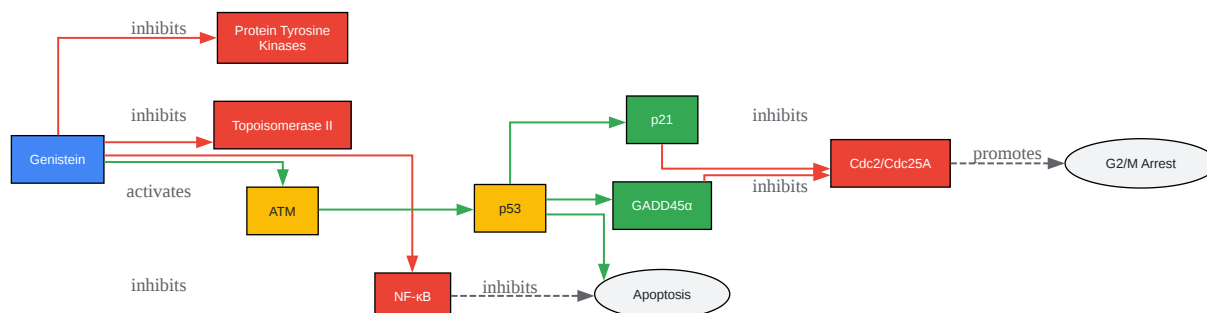 inhibits
Protein Tyrosine
Kinases
inhibits
Topoisomerase II
p21
inhibits
Genistein
Cdc2/Cdc25A
promotes
G2/M Arrest
activates
inhibits
ATM
p53
GADD45α
inhibits
NF-κB
inhibits
Apoptosis